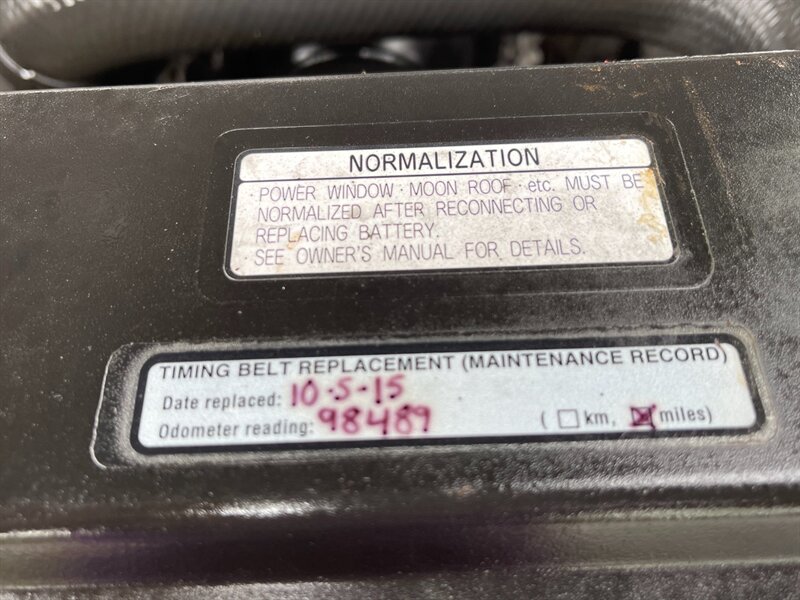 NORMALIZATION
· POWER WINDOW · MOON ROOF · etc. MUST BE
NORMALIZED AFTER RECONNECTING OR
REPLACING BATTERY.
· SEE OWNER'S MANUAL FOR DETAILS.
TIMING BELT REPLACEMENT (MAINTENANCE RECORD)
Date replaced: 10-5-15
Odometer reading: 98489 ( ☐ km, ☒ miles)